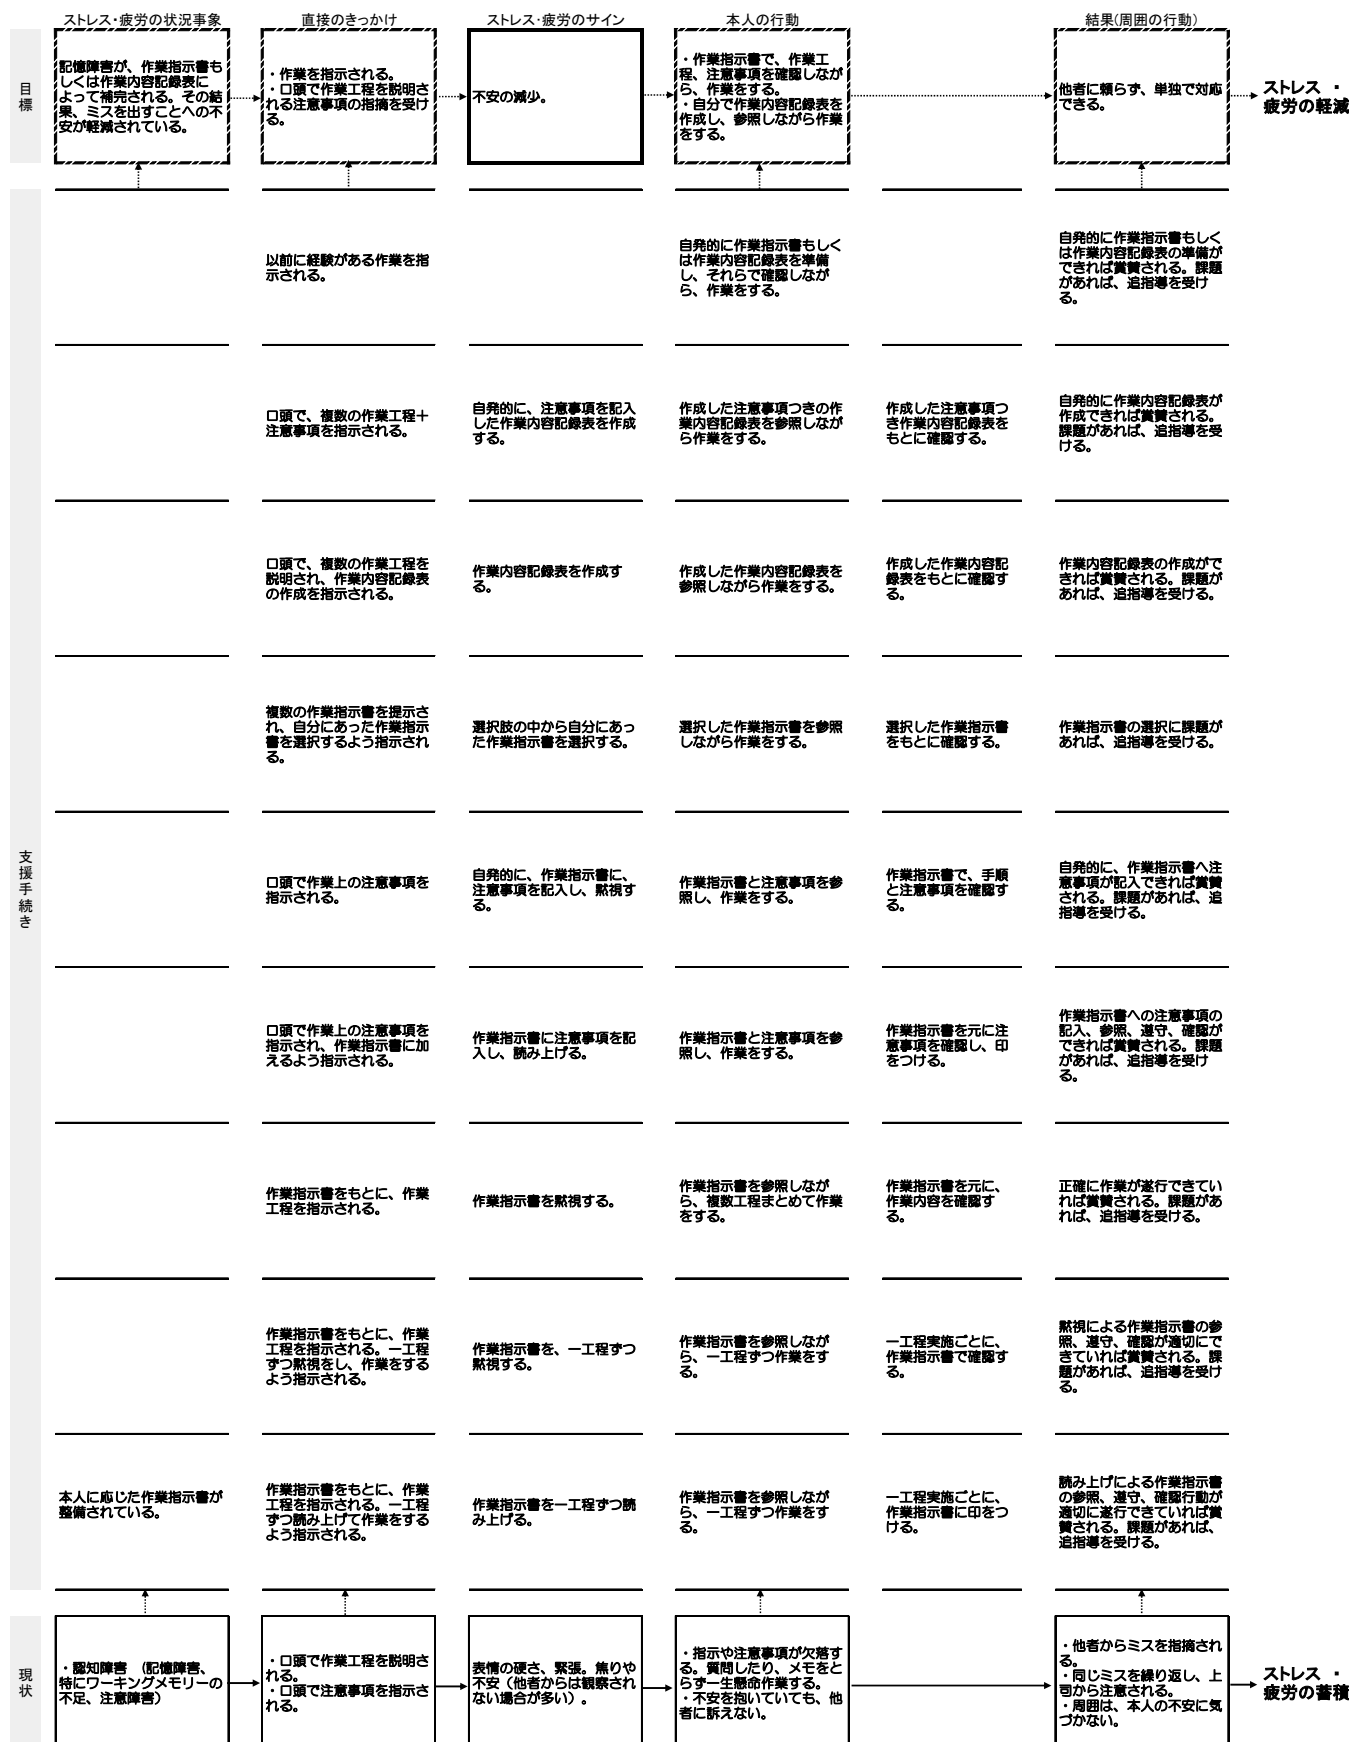 ストレス・疲労の状況事象
直接のきっかけ
ストレス・疲労のサイン
本人の行動
結果(周囲の行動)
目標
記憶障害が、作業指示書も
しくは作業内容記録表に
よって補完される。その結
果、ミスを出すことへの不
安が軽減されている。
・作業を指示される。
・口頭で作業工程を説明さ
れる注意事項の指摘を受け
る。
不安の減少。
・作業指示書で、作業工
程、注意事項を確認しなが
ら、作業をする。
・自分で作業内容記録表を
作成し、参照しながら作業
をする。
他者に頼らず、単独で対応
できる。
ストレス ・
疲労の軽減
支援手続き
以前に経験がある作業を指
示される。
自発的に作業指示書もしく
は作業内容記録表を準備
し、それらで確認しなが
ら、作業をする。
自発的に作業指示書もしく
は作業内容記録表の準備が
できれば賞賛される。課題
があれば、追指導を受け
る。
口頭で、複数の作業工程＋
注意事項を指示される。
自発的に、注意事項を記入
した作業内容記録表を作成
する。
作成した注意事項つきの作
業内容記録表を参照しなが
ら作業をする。
作成した注意事項つ
き作業内容記録表を
もとに確認する。
自発的に作業内容記録表が
作成できれば賞賛される。
課題があれば、追指導を受
ける。
口頭で、複数の作業工程を
説明され、作業内容記録表
の作成を指示される。
作業内容記録表を作成す
る。
作成した作業内容記録表を
参照しながら作業をする。
作成した作業内容記
録表をもとに確認す
る。
作業内容記録表の作成がで
きれば賞賛される。課題が
あれば、追指導を受ける。
複数の作業指示書を提示さ
れ、自分にあった作業指示
書を選択するよう指示され
る。
選択肢の中から自分にあっ
た作業指示書を選択する。
選択した作業指示書を参照
しながら作業をする。
選択した作業指示書
をもとに確認する。
作業指示書の選択に課題が
あれば、追指導を受ける。
口頭で作業上の注意事項を
指示される。
自発的に、作業指示書に、
注意事項を記入し、黙視す
る。
作業指示書と注意事項を参
照し、作業をする。
作業指示書で、手順
と注意事項を確認す
る。
自発的に、作業指示書へ注
意事項が記入できれば賞賛
される。課題があれば、追
指導を受ける。
口頭で作業上の注意事項を
指示され、作業指示書に加
えるよう指示される。
作業指示書に注意事項を記
入し、読み上げる。
作業指示書と注意事項を参
照し、作業をする。
作業指示書を元に注
意事項を確認し、印
をつける。
作業指示書への注意事項の
記入、参照、遵守、確認が
できれば賞賛される。課題
があれば、追指導を受け
る。
作業指示書をもとに、作業
工程を指示される。
作業指示書を黙視する。
作業指示書を参照しなが
ら、複数工程まとめて作業
をする。
作業指示書を元に、
作業内容を確認す
る。
正確に作業が遂行できてい
れば賞賛される。課題があ
れば、追指導を受ける。
作業指示書をもとに、作業
工程を指示される。一工程
ずつ黙視をし、作業をする
よう指示される。
作業指示書を、一工程ずつ
黙視する。
作業指示書を参照しなが
ら、一工程ずつ作業をす
る。
一工程実施ごとに、
作業指示書で確認す
る。
黙視による作業指示書の参
照、遵守、確認が適切にで
きていれば賞賛される。課
題があれば、追指導を受け
る。
本人に応じた作業指示書が
整備されている。
作業指示書をもとに、作業
工程を指示される。一工程
ずつ読み上げて作業をする
よう指示される。
作業指示書を一工程ずつ読
み上げる。
作業指示書を参照しなが
ら、一工程ずつ作業をす
る。
一工程実施ごとに、
作業指示書に印をつ
ける。
読み上げによる作業指示書
の参照、遵守、確認行動が
適切に遂行できていれば賞
賛される。課題があれば、
追指導を受ける。
現状
・認知障害 （記憶障害、
特にワーキングメモリーの
不足、注意障害）
・口頭で作業工程を説明さ
れる。
・口頭で注意事項を指示さ
れる。
表情の硬さ、緊張。焦りや
不安（他者からは観察され
ない場合が多い）。
・指示や注意事項が欠落す
る。質問したり、メモをと
らず一生懸命作業する。
・不安を抱いていても、他
者に訴えない。
・他者からミスを指摘され
る。
・同じミスを繰り返し、上
司から注意される。
・周囲は、本人の不安に気
づかない。
ストレス ・
疲労の蓄積